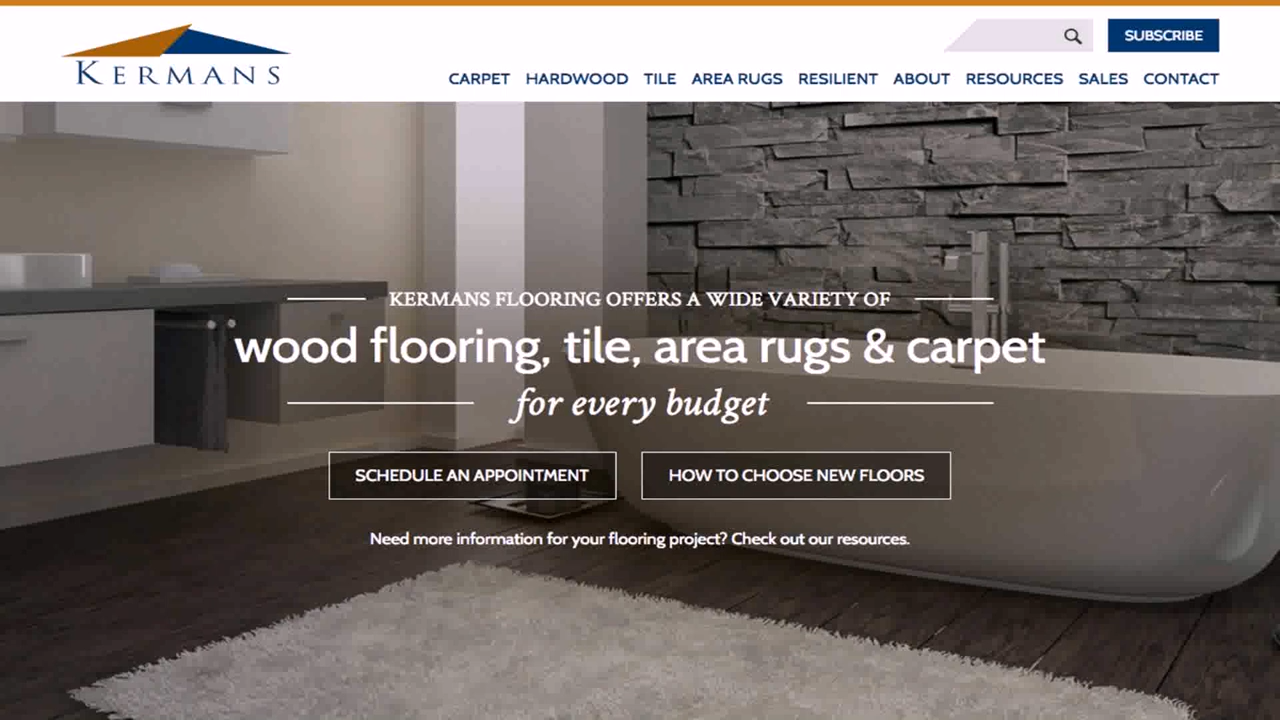 KERMANS
SUBSCRIBE
CARPET HARDWOOD TILE AREA RUGS RESILIENT ABOUT RESOURCES SALES CONTACT
KERMANS FLOORING OFFERS A WIDE VARIETY OF
wood flooring, tile, area rugs & carpet
for every budget
SCHEDULE AN APPOINTMENT HOW TO CHOOSE NEW FLOORS
Need more information for your flooring project? Check out our resources.